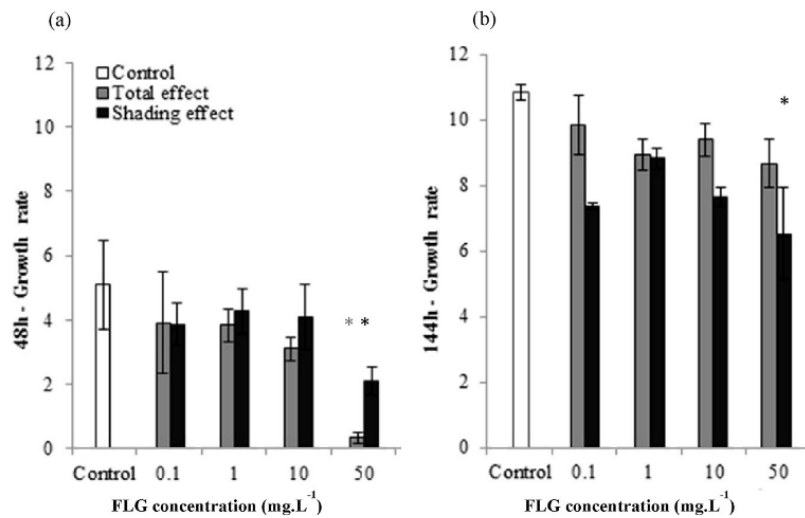 (a)
12
10
8
6
4
2
0
48h - Growth rate
Control
Total effect
Shading effect
* *
Control 0.1 1 10 50
FLG concentration (mg.L-1)
(b)
12
10
8
6
4
2
0
144h - Growth rate
*
Control 0.1 1 10 50
FLG concentration (mg.L-1)